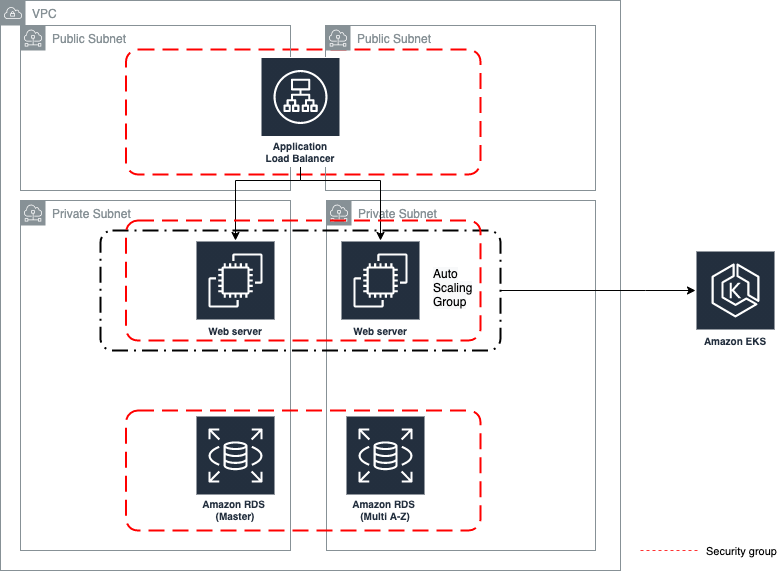 VPC
Public Subnet
Public Subnet
Application
Load Balancer
Private Subnet
Private Subnet
Auto
Scaling
Group
Web server
Web server
K
Amazon EKS
Amazon RDS
(Master)
Amazon RDS
(Multi A-Z)
Security group